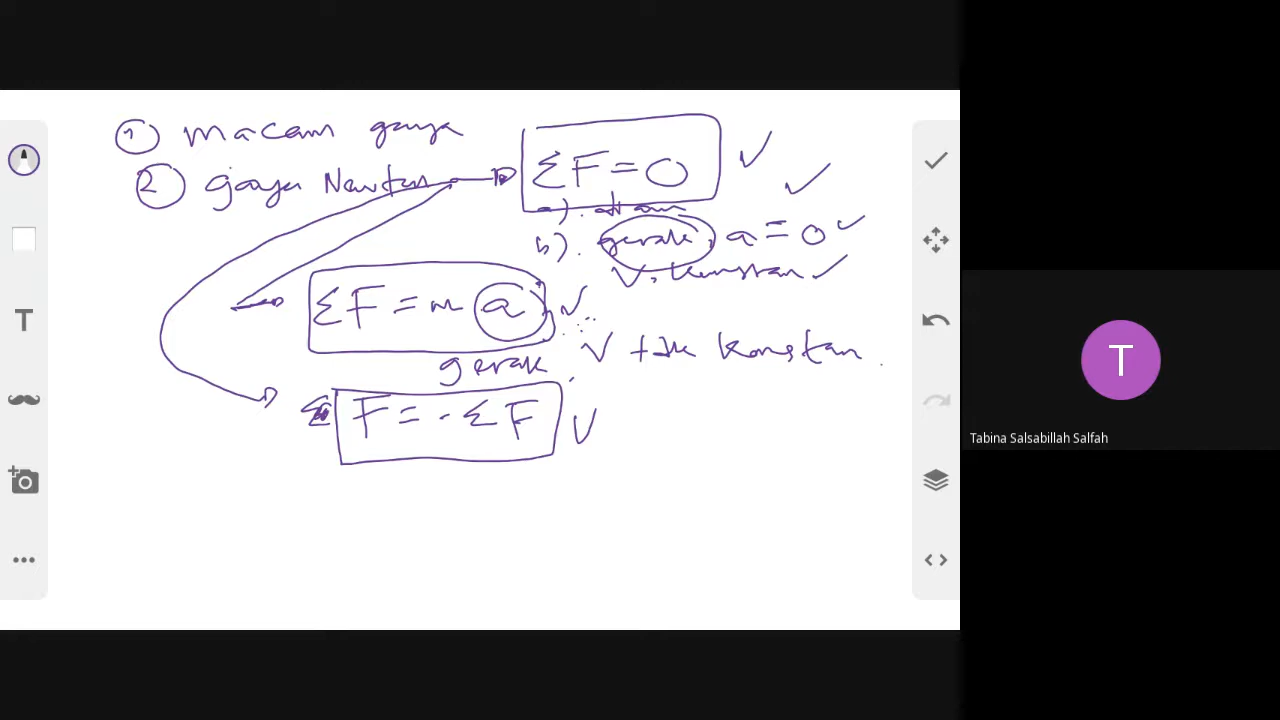 ① macam gaya
② gaya Newton
ΣF = 0
a). diam
b). gerak, a = 0
V. konstan
ΣF = m a
V tdk konstan
gerak
F = - ΣF
T
Tabina Salsabillah Salfah